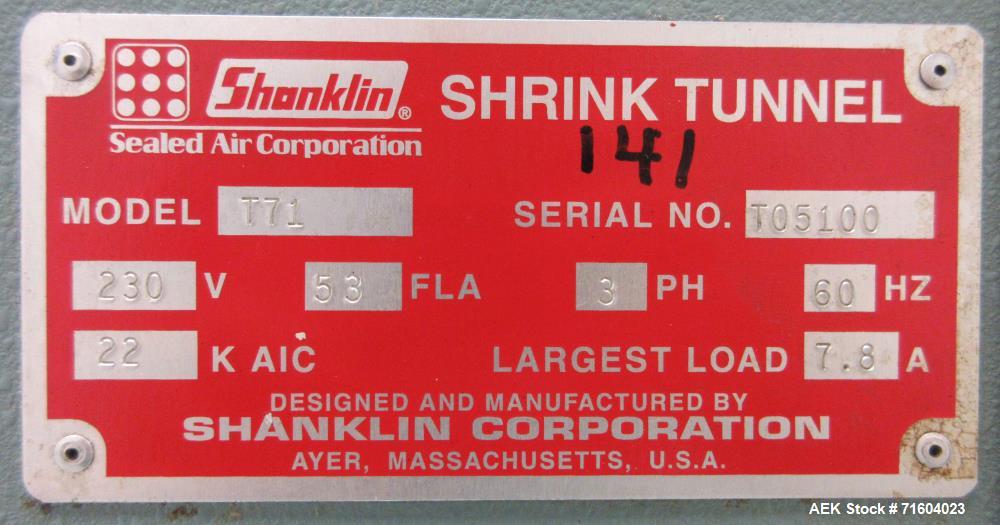 Shanklin®
Sealed Air Corporation
SHRINK TUNNEL
141
MODEL T71 SERIAL NO. T05100
230 V 53 FLA 3 PH 60 HZ
22 K AIC LARGEST LOAD 7.8 A
DESIGNED AND MANUFACTURED BY
SHANKLIN CORPORATION
AYER, MASSACHUSETTS, U.S.A.
AEK Stock # 71604023